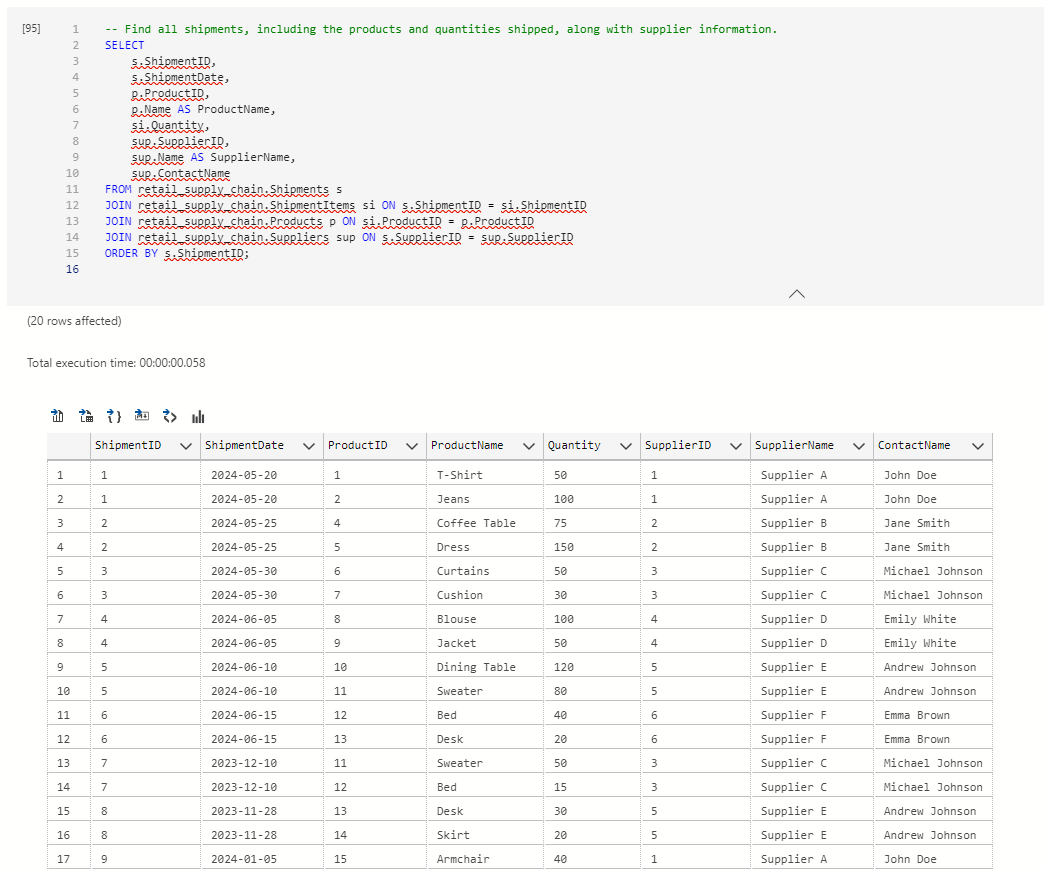 [95]
1 -- Find all shipments, including the products and quantities shipped, along with supplier information.
2 SELECT
3 s.ShipmentID,
4 s.ShipmentDate,
5 p.ProductID,
6 p.Name AS ProductName,
7 si.Quantity,
8 sup.SupplierID,
9 sup.Name AS SupplierName,
10 sup.ContactName
11 FROM retail_supply_chain.Shipments s
12 JOIN retail_supply_chain.ShipmentItems si ON s.ShipmentID = si.ShipmentID
13 JOIN retail_supply_chain.Products p ON si.ProductID = p.ProductID
14 JOIN retail_supply_chain.Suppliers sup ON s.SupplierID = sup.SupplierID
15 ORDER BY s.ShipmentID;
16
(20 rows affected)
Total execution time: 00:00:00.058
ShipmentID ShipmentDate ProductID ProductName Quantity SupplierID SupplierName ContactName
1 1 2024-05-20 1 T-Shirt 50 1 Supplier A John Doe
2 1 2024-05-20 2 Jeans 100 1 Supplier A John Doe
3 2 2024-05-25 4 Coffee Table 75 2 Supplier B Jane Smith
4 2 2024-05-25 5 Dress 150 2 Supplier B Jane Smith
5 3 2024-05-30 6 Curtains 50 3 Supplier C Michael Johnson
6 3 2024-05-30 7 Cushion 30 3 Supplier C Michael Johnson
7 4 2024-06-05 8 Blouse 100 4 Supplier D Emily White
8 4 2024-06-05 9 Jacket 50 4 Supplier D Emily White
9 5 2024-06-10 10 Dining Table 120 5 Supplier E Andrew Johnson
10 5 2024-06-10 11 Sweater 80 5 Supplier E Andrew Johnson
11 6 2024-06-15 12 Bed 40 6 Supplier F Emma Brown
12 6 2024-06-15 13 Desk 20 6 Supplier F Emma Brown
13 7 2023-12-10 11 Sweater 50 3 Supplier C Michael Johnson
14 7 2023-12-10 12 Bed 15 3 Supplier C Michael Johnson
15 8 2023-11-28 13 Desk 30 5 Supplier E Andrew Johnson
16 8 2023-11-28 14 Skirt 20 5 Supplier E Andrew Johnson
17 9 2024-01-05 15 Armchair 40 1 Supplier A John Doe